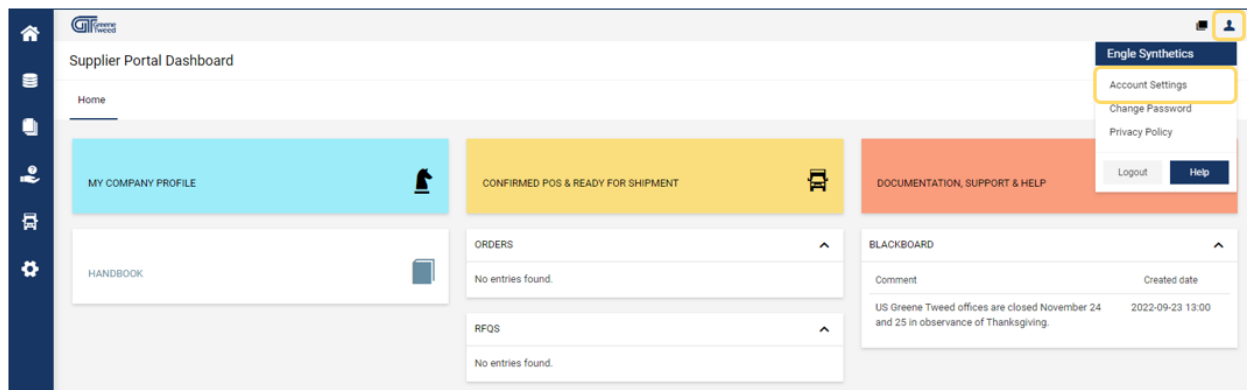 GT Greene Tweed
Engle Synthetics
Supplier Portal Dashboard
Account Settings
Home
Change Password
Privacy Policy
Logout
Help
MY COMPANY PROFILE
CONFIRMED POS & READY FOR SHIPMENT
DOCUMENTATION, SUPPORT & HELP
HANDBOOK
ORDERS
No entries found.
RFQS
No entries found.
BLACKBOARD
Comment Created date
US Greene Tweed offices are closed November 24 2022-09-23 13:00
and 25 in observance of Thanksgiving.